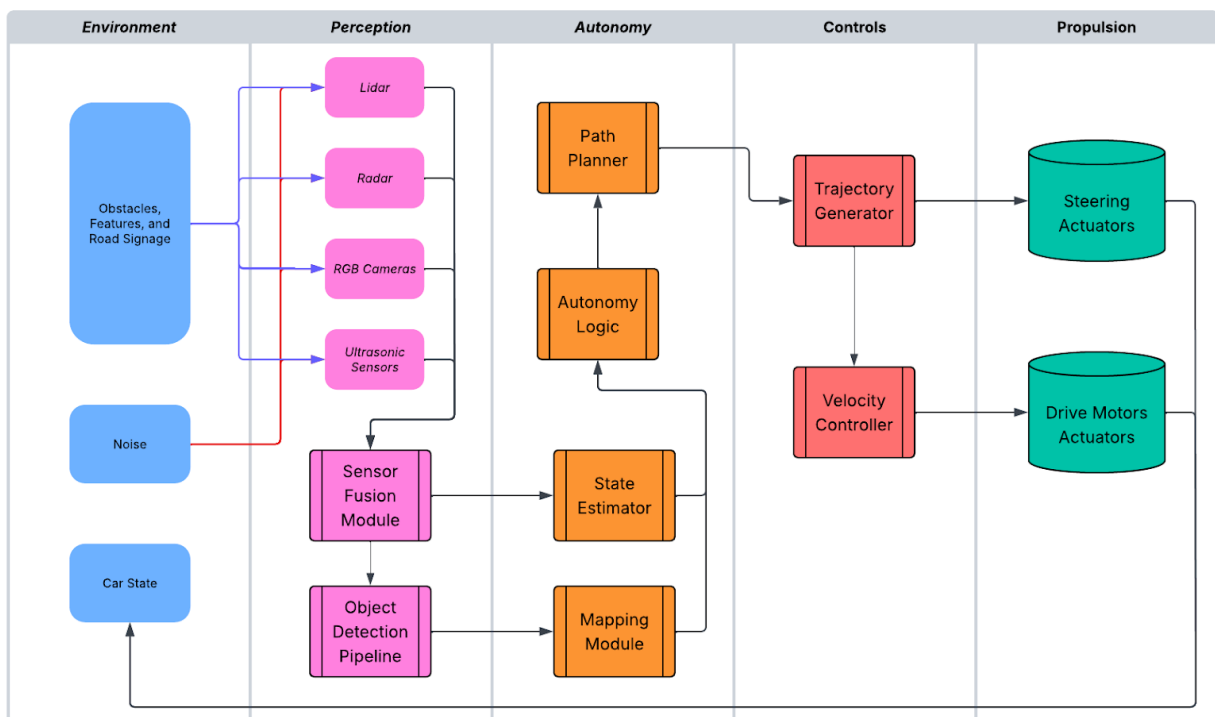 Environment
Perception
Autonomy
Controls
Propulsion
Obstacles,
Features, and
Road Signage
Noise
Car State
Lidar
Radar
RGB Cameras
Ultrasonic
Sensors
Sensor
Fusion
Module
Object
Detection
Pipeline
Path
Planner
Autonomy
Logic
State
Estimator
Mapping
Module
Trajectory
Generator
Velocity
Controller
Steering
Actuators
Drive Motors
Actuators